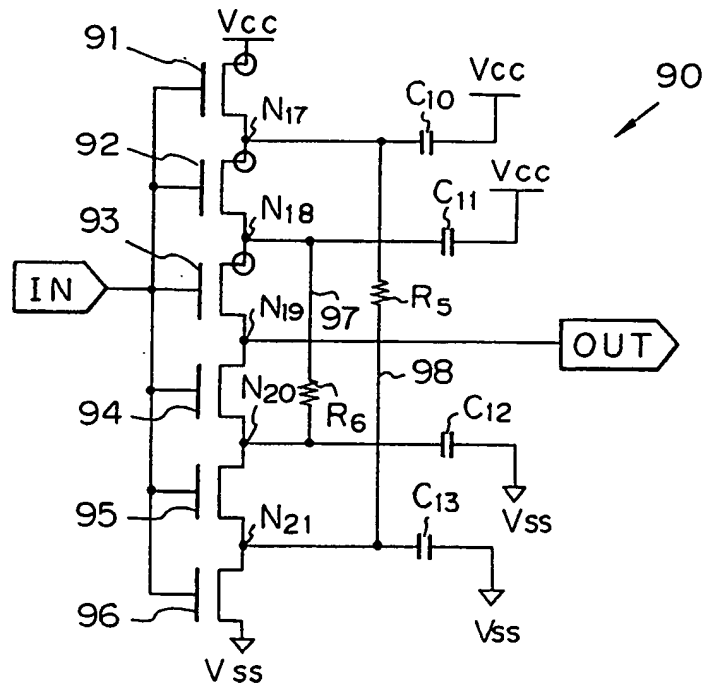 91
Vcc
Vcc
90
C10
N17
92
Vcc
N18
C11
93
IN
97
R5
N19
OUT
98
N20
94
R6
C12
95
Vss
N21
C13
96
Vss
Vss